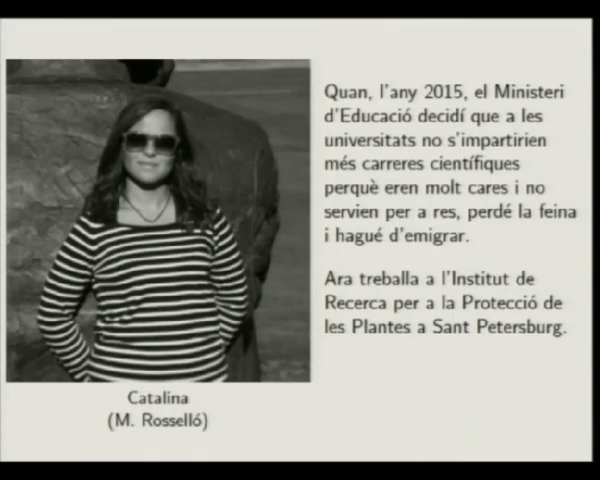 Quan, l'any 2015, el Ministeri
d'Educació decidí que a les
universitats no s'impartirien
més carreres científiques
perquè eren molt cares i no
servien per a res, perdé la feina
i hagué d'emigrar.
Ara treballa a l'Institut de
Recerca per a la Protecció de
les Plantes a Sant Petersburg.
Catalina
(M. Rosselló)